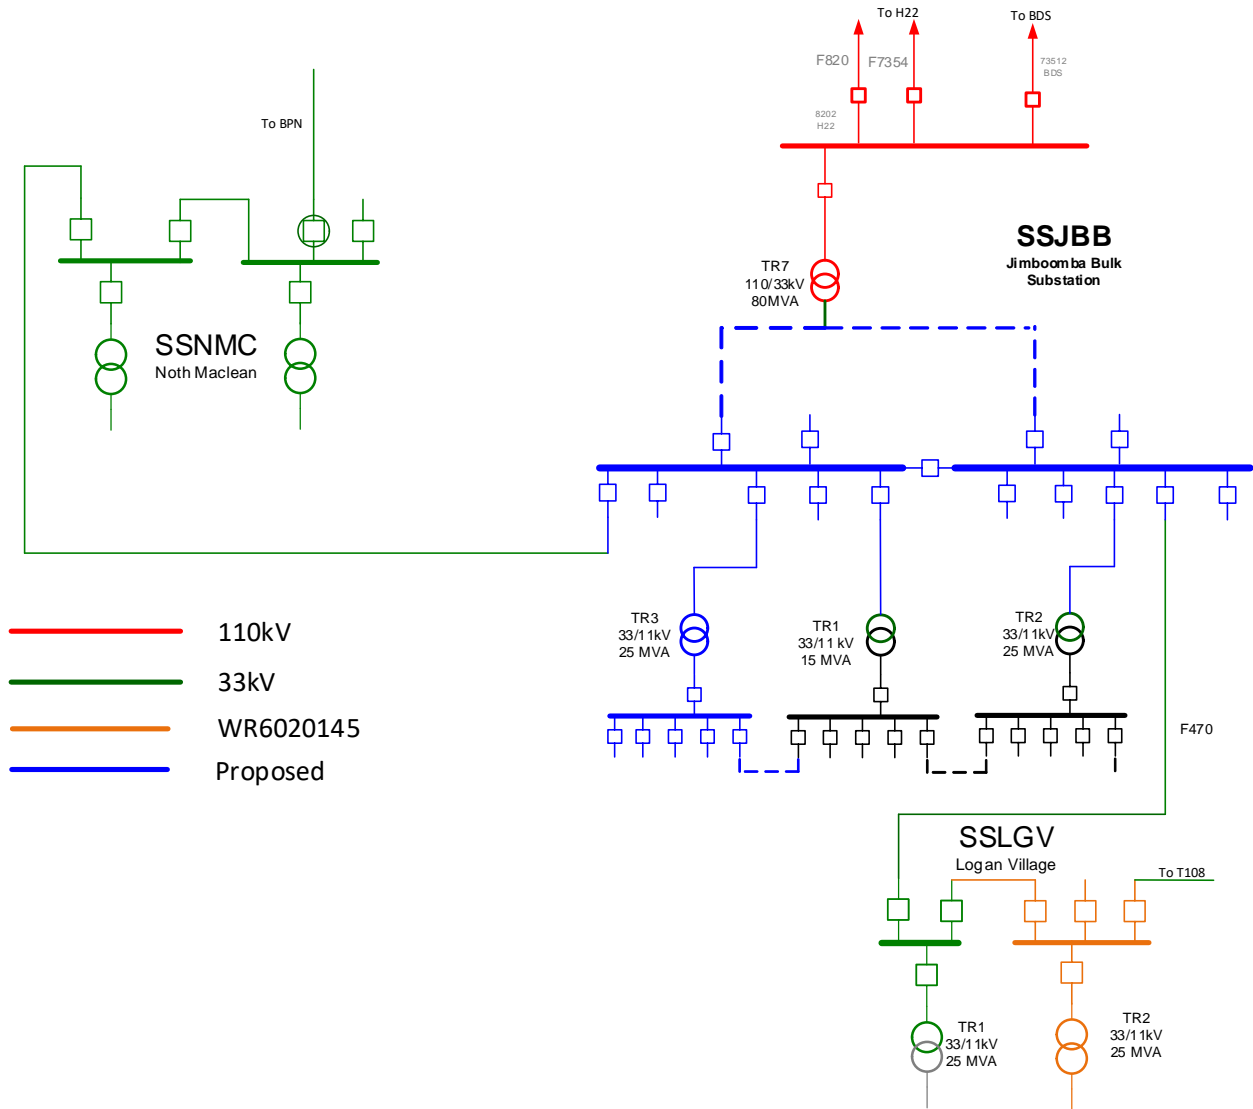 To H22
To BDS
F820
F7354
73512
BDS
8202
H22
To BPN
SSJBB
Jimboomba Bulk
Substation
TR7
110/33kV
80MVA
SSNMC
Noth Maclean
110kV
33kV
WR6020145
Proposed
TR3
33/11kV
25 MVA
TR1
33/11 kV
15 MVA
TR2
33/11kV
25 MVA
F470
SSLGV
Logan Village
To T108
TR1
33/11kV
25 MVA
TR2
33/11kV
25 MVA